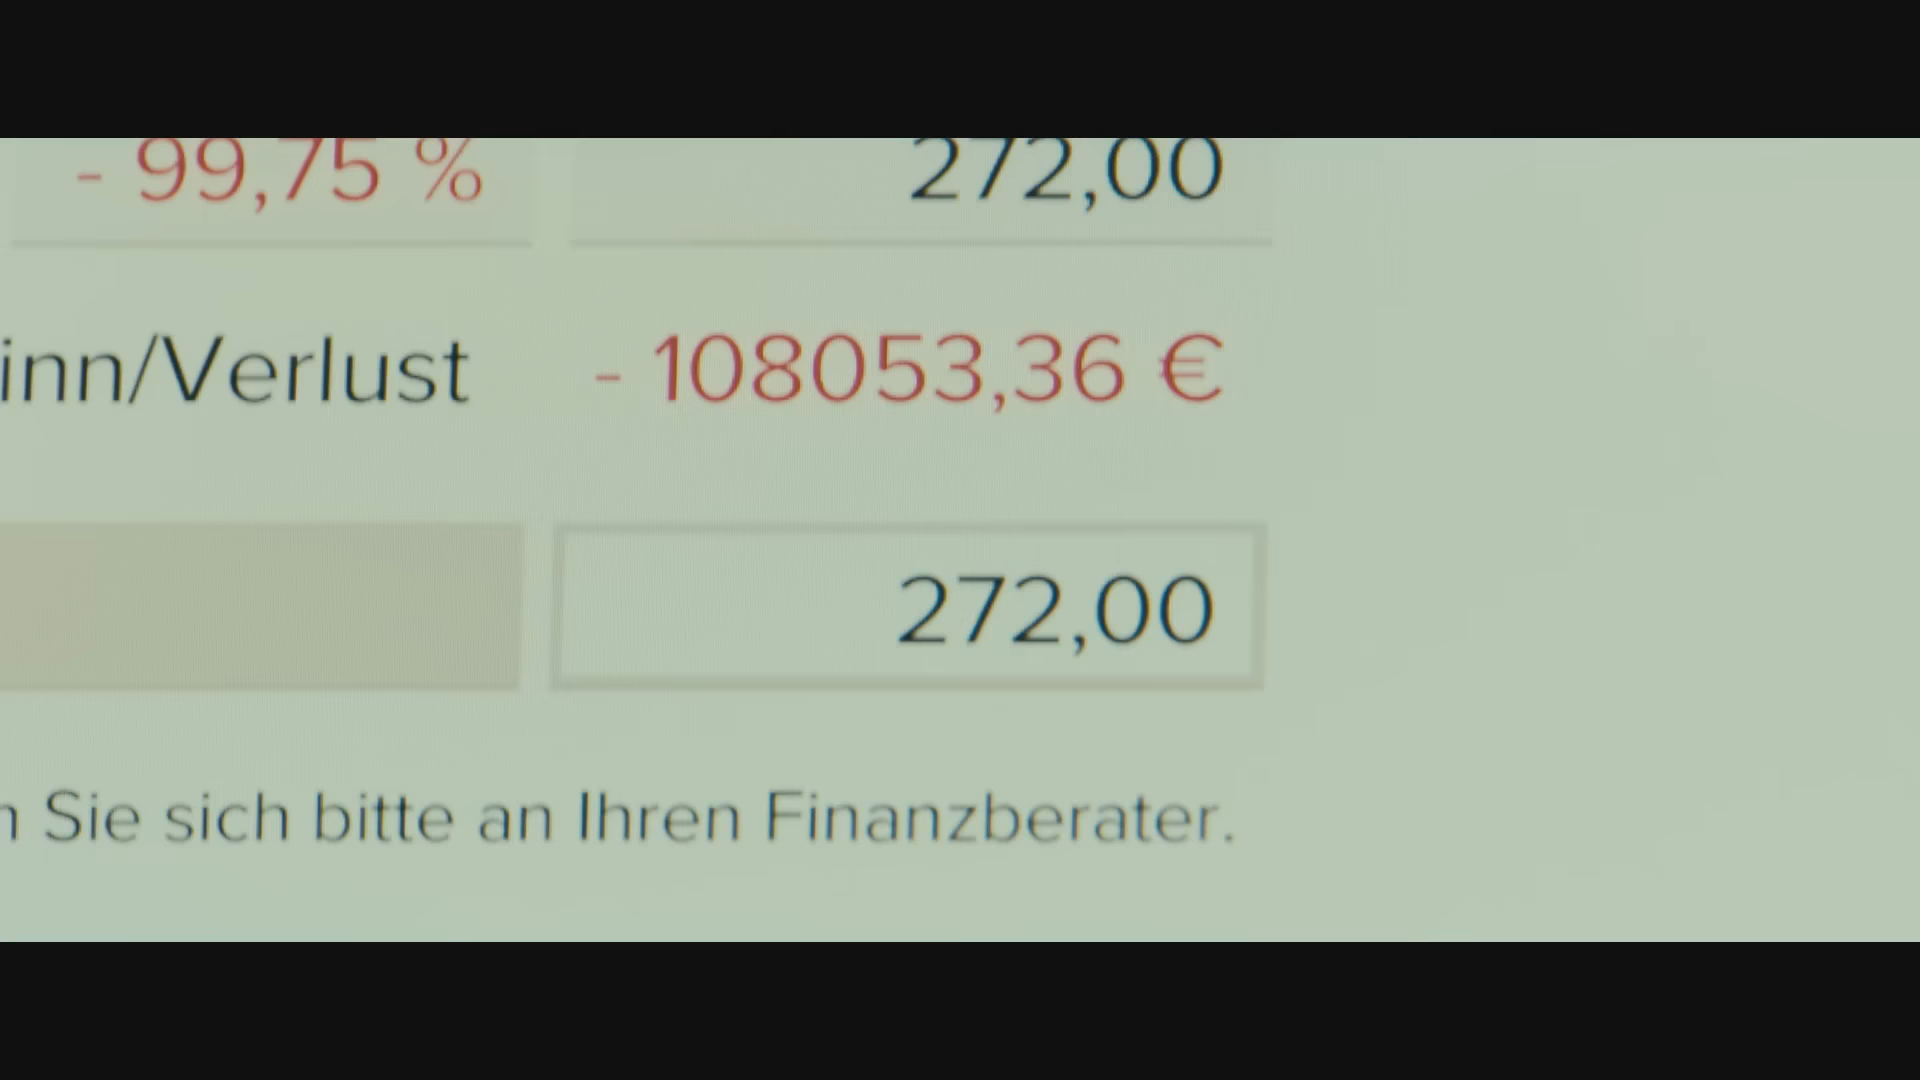 - 99,75 % 272,00
inn/Verlust - 108053,36 €
272,00
n Sie sich bitte an Ihren Finanzberater.